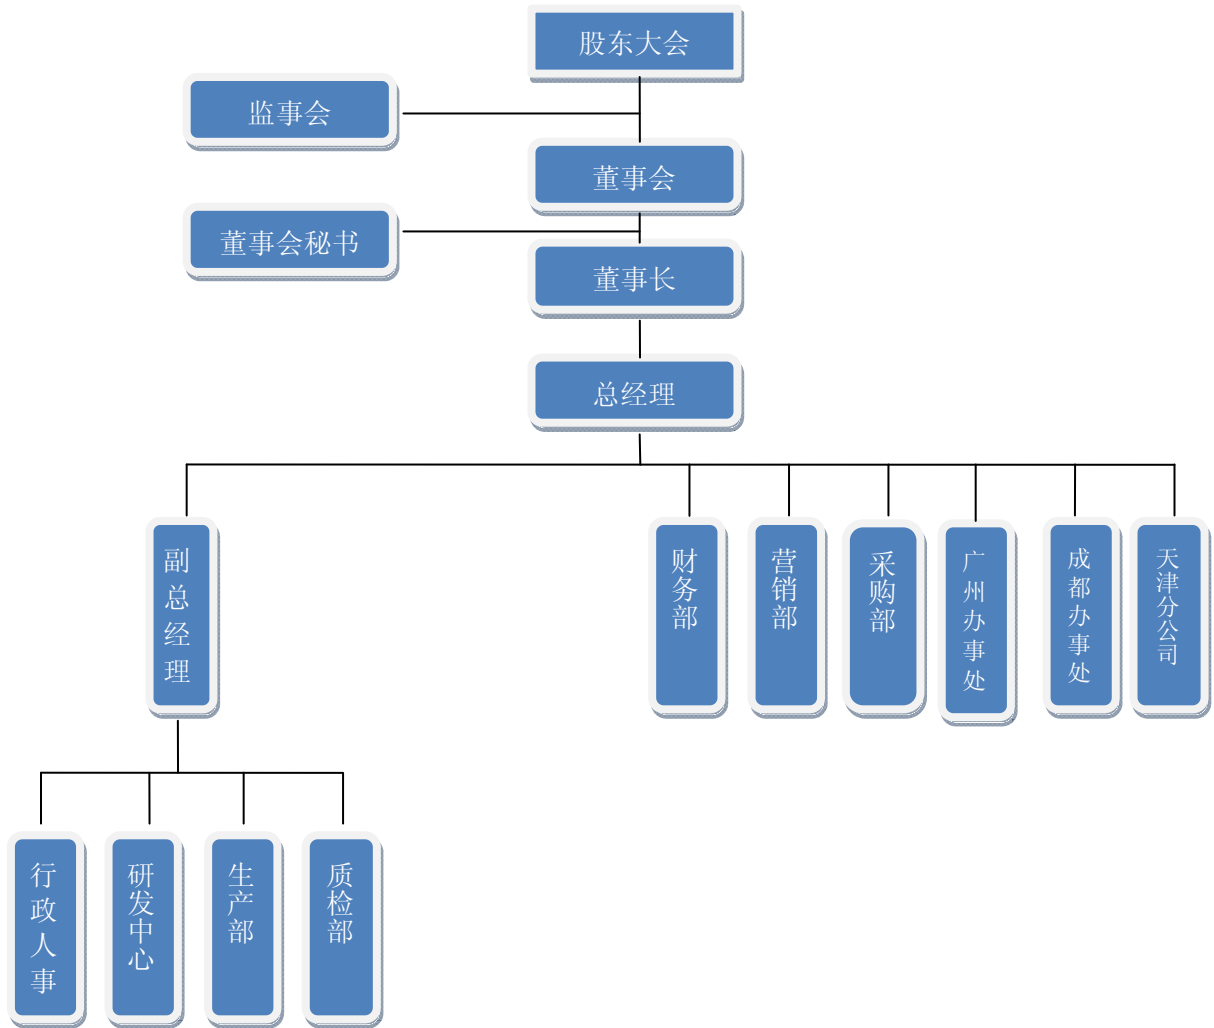 股东大会
监事会
董事会
董事会秘书
董事长
总经理
副总经理
财务部
营销部
采购部
广州办事处
成都办事处
天津分公司
行政人事
研发中心
生产部
质检部